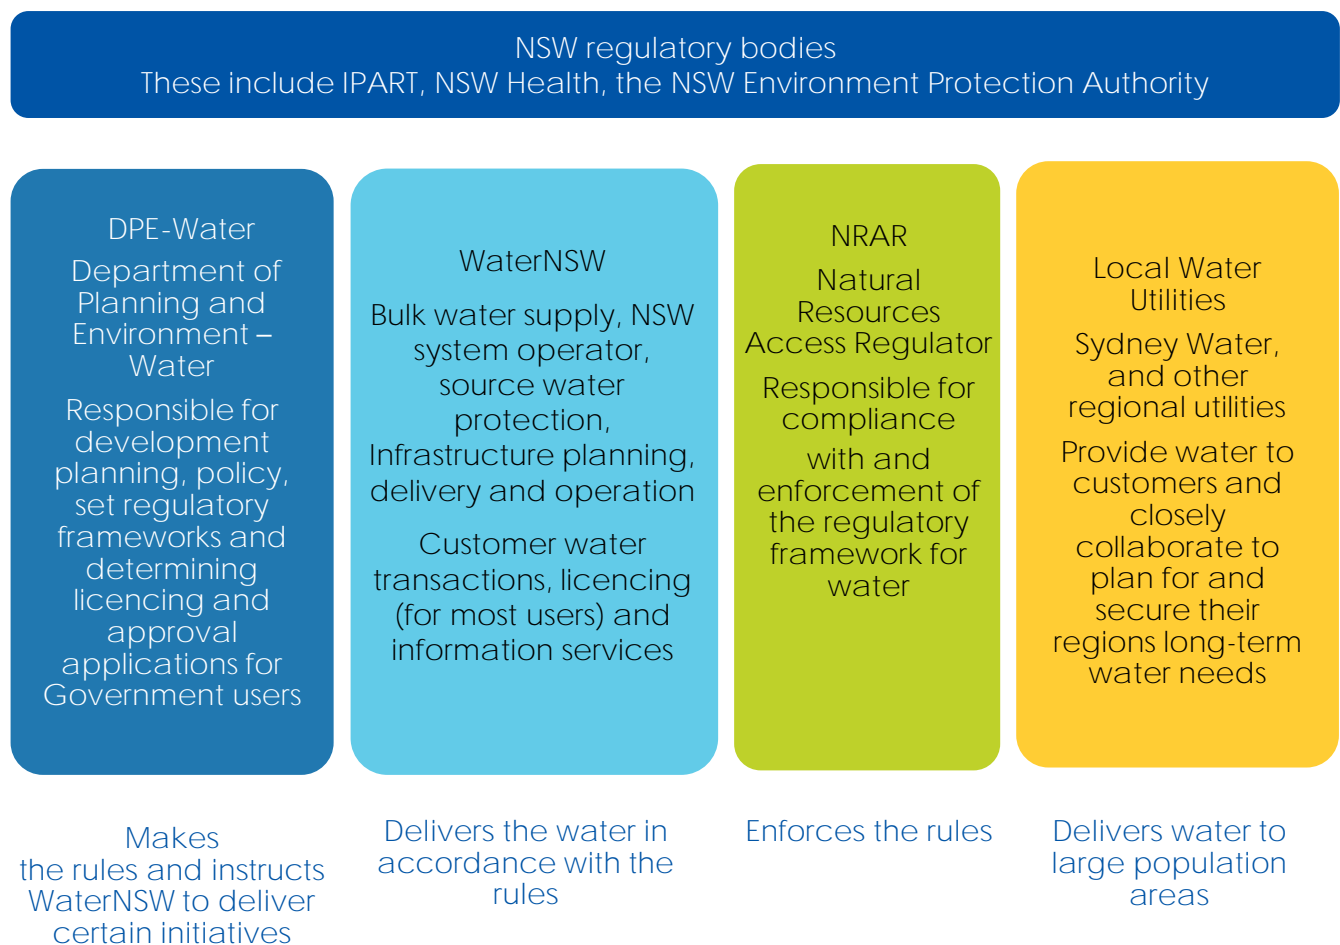 NSW regulatory bodies
These include IPART, NSW Health, the NSW Environment Protection Authority
DPE-Water
Department of
Planning and
Environment –
Water
Responsible for
development
planning, policy,
set regulatory
frameworks and
determining
licencing and
approval
applications for
Government users
WaterNSW
Bulk water supply, NSW
system operator,
source water
protection,
Infrastructure planning,
delivery and operation
Customer water
transactions, licencing
(for most users) and
information services
NRAR
Natural
Resources
Access Regulator
Responsible for
compliance
with and
enforcement of
the regulatory
framework for
water
Local Water
Utilities
Sydney Water,
and other
regional utilities
Provide water to
customers and
closely
collaborate to
plan for and
secure their
regions long-term
water needs
Makes
the rules and instructs
WaterNSW to deliver
certain initiatives
Delivers the water in
accordance with the
rules
Enforces the rules
Delivers water to
large population
areas